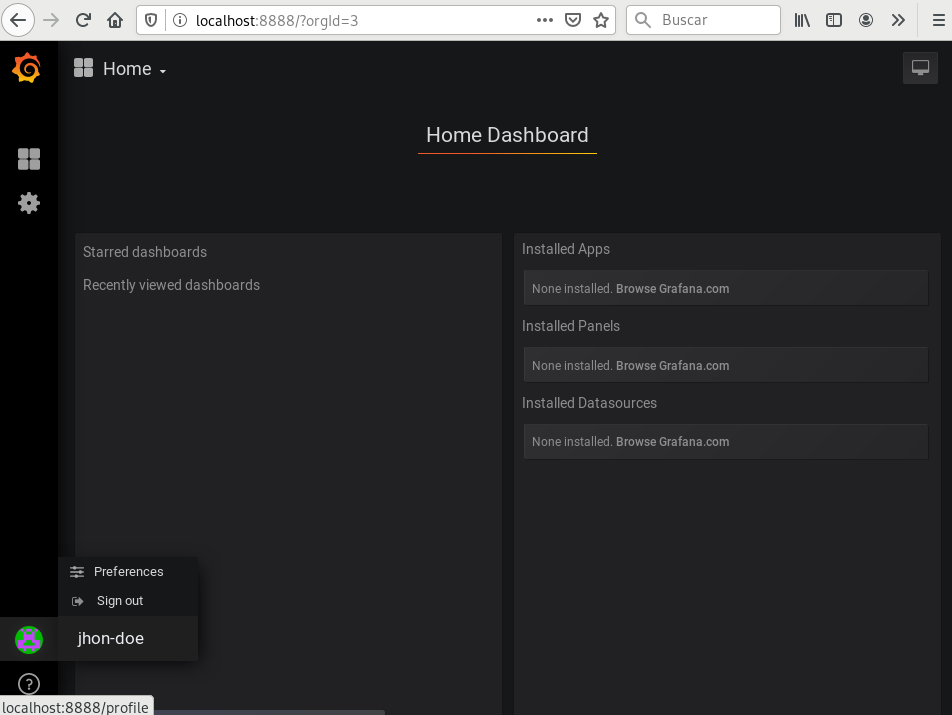 localhost:8888/?orgId=3
Buscar
Home
Home Dashboard
Starred dashboards
Recently viewed dashboards
Installed Apps
None installed. Browse Grafana.com
Installed Panels
None installed. Browse Grafana.com
Installed Datasources
None installed. Browse Grafana.com
Preferences
Sign out
jhon-doe
localhost:8888/profile